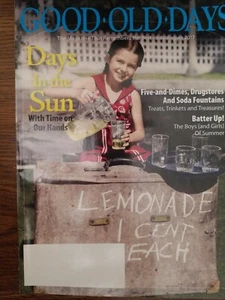 GOOD·OLD·DAYS
Days
In the
Sun
With Time on
Our Hands
Five-and-Dimes, Drugstores
And Soda Fountains
Treats, Trinkets and Treasures!
Batter Up!
The Boys (and Girls)
Of Summer
LEMONADE
1 CENT
EACH